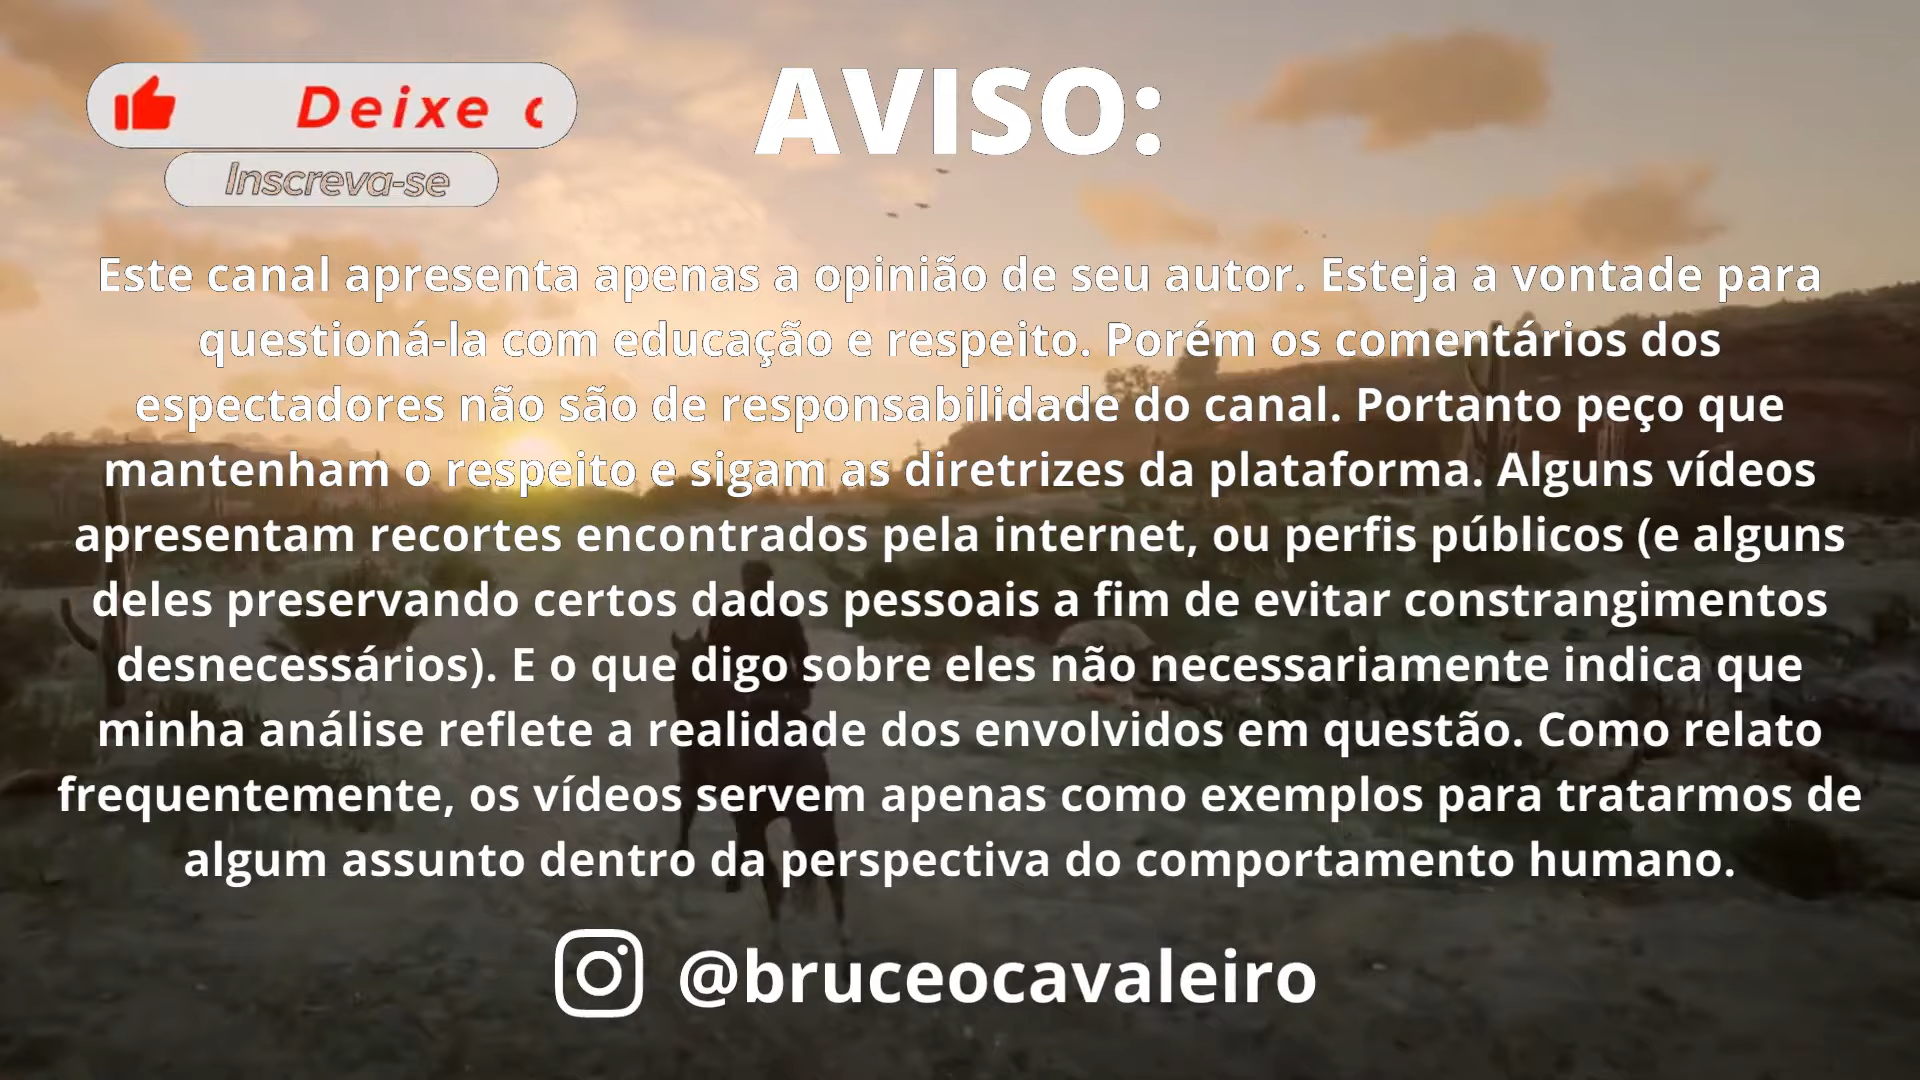 Deixe
Inscreva-se
AVISO:
Este canal apresenta apenas a opinião de seu autor. Esteja a vontade para
questioná-la com educação e respeito. Porém os comentários dos
espectadores não são de responsabilidade do canal. Portanto peço que
mantenham o respeito e sigam as diretrizes da plataforma. Alguns vídeos
apresentam recortes encontrados pela internet, ou perfis públicos (e alguns
deles preservando certos dados pessoais a fim de evitar constrangimentos
desnecessários). E o que digo sobre eles não necessariamente indica que
minha análise reflete a realidade dos envolvidos em questão. Como relato
frequentemente, os vídeos servem apenas como exemplos para tratarmos de
algum assunto dentro da perspectiva do comportamento humano.
@bruceocavaleiro